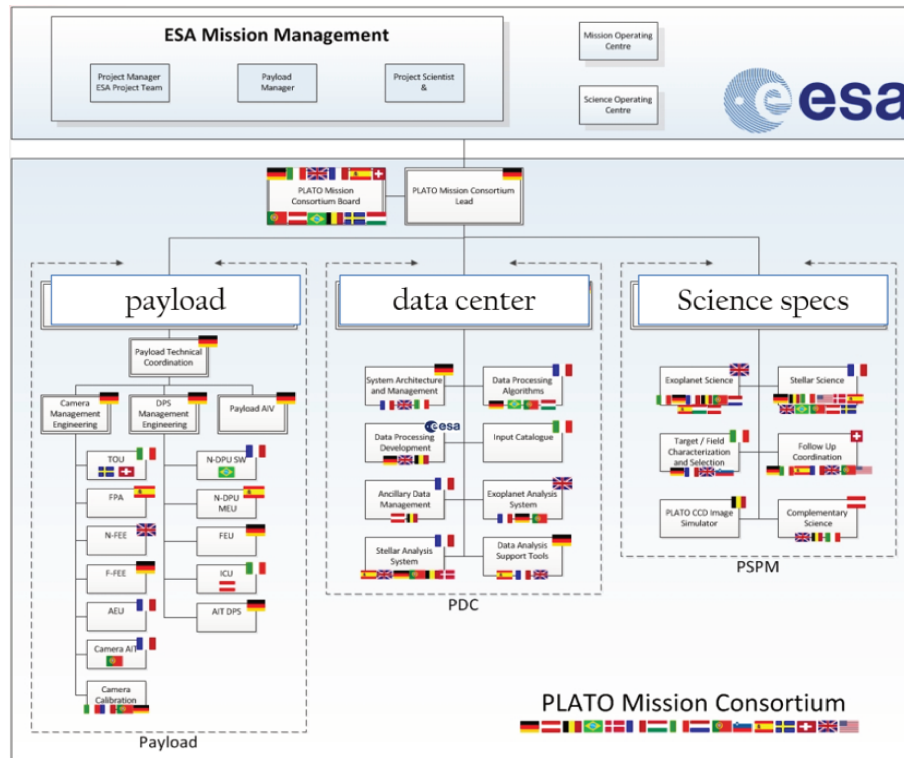 ESA Mission Management
Project Manager
ESA Project Team
Payload
Manager
Project Scientist
&
Mission Operating
Centre
Science Operating
Centre
esa
PLATO Mission
Consortium Board
PLATO Mission Consortium
Lead
payload
data center
Science specs
Payload Technical
Coordination
Camera
Management
Engineering
DPS
Management
Engineering
Payload AIV
TOU
FPA
N-FEE
F-FEE
AEU
Camera AIT
Camera
Calibration
N-DPU SW
N-DPU
MEU
FEU
ICU
AIT DPS
Payload
System Architecture
and Management
Data Processing
Algorithms
esa
Data Processing
Development
Input Catalogue
Ancillary Data
Management
Exoplanet Analysis
System
Stellar Analysis
System
Data Analysis
Support Tools
PDC
Exoplanet Science
Stellar Science
Target / Field
Characterization
and Selection
Follow Up
Coordination
PLATO CCD Image
Simulator
Complementary
Science
PSPM
PLATO Mission Consortium